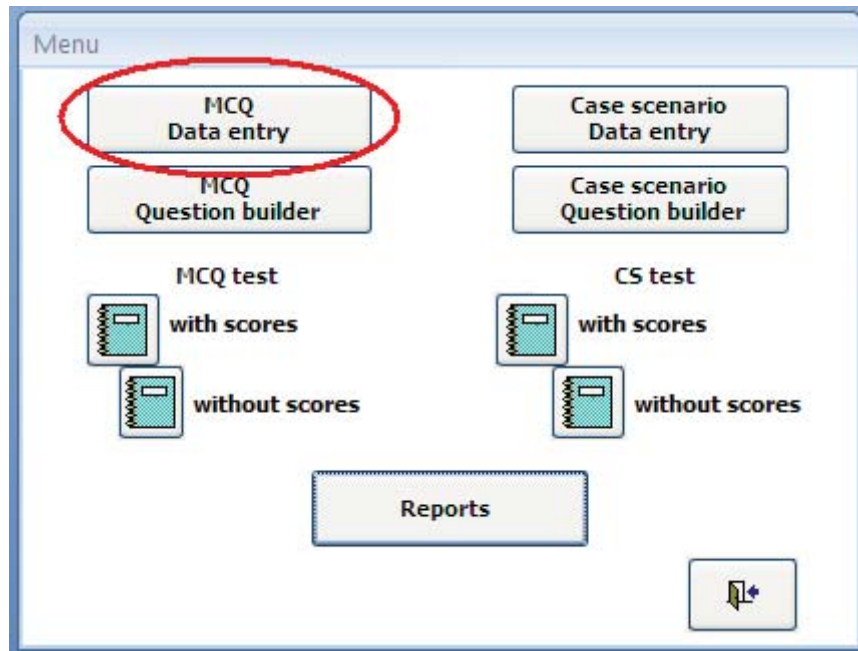 Menu
MCQ
Data entry
Case scenario
Data entry
MCQ
Question builder
Case scenario
Question builder
MCQ test
CS test
with scores
with scores
without scores
without scores
Reports